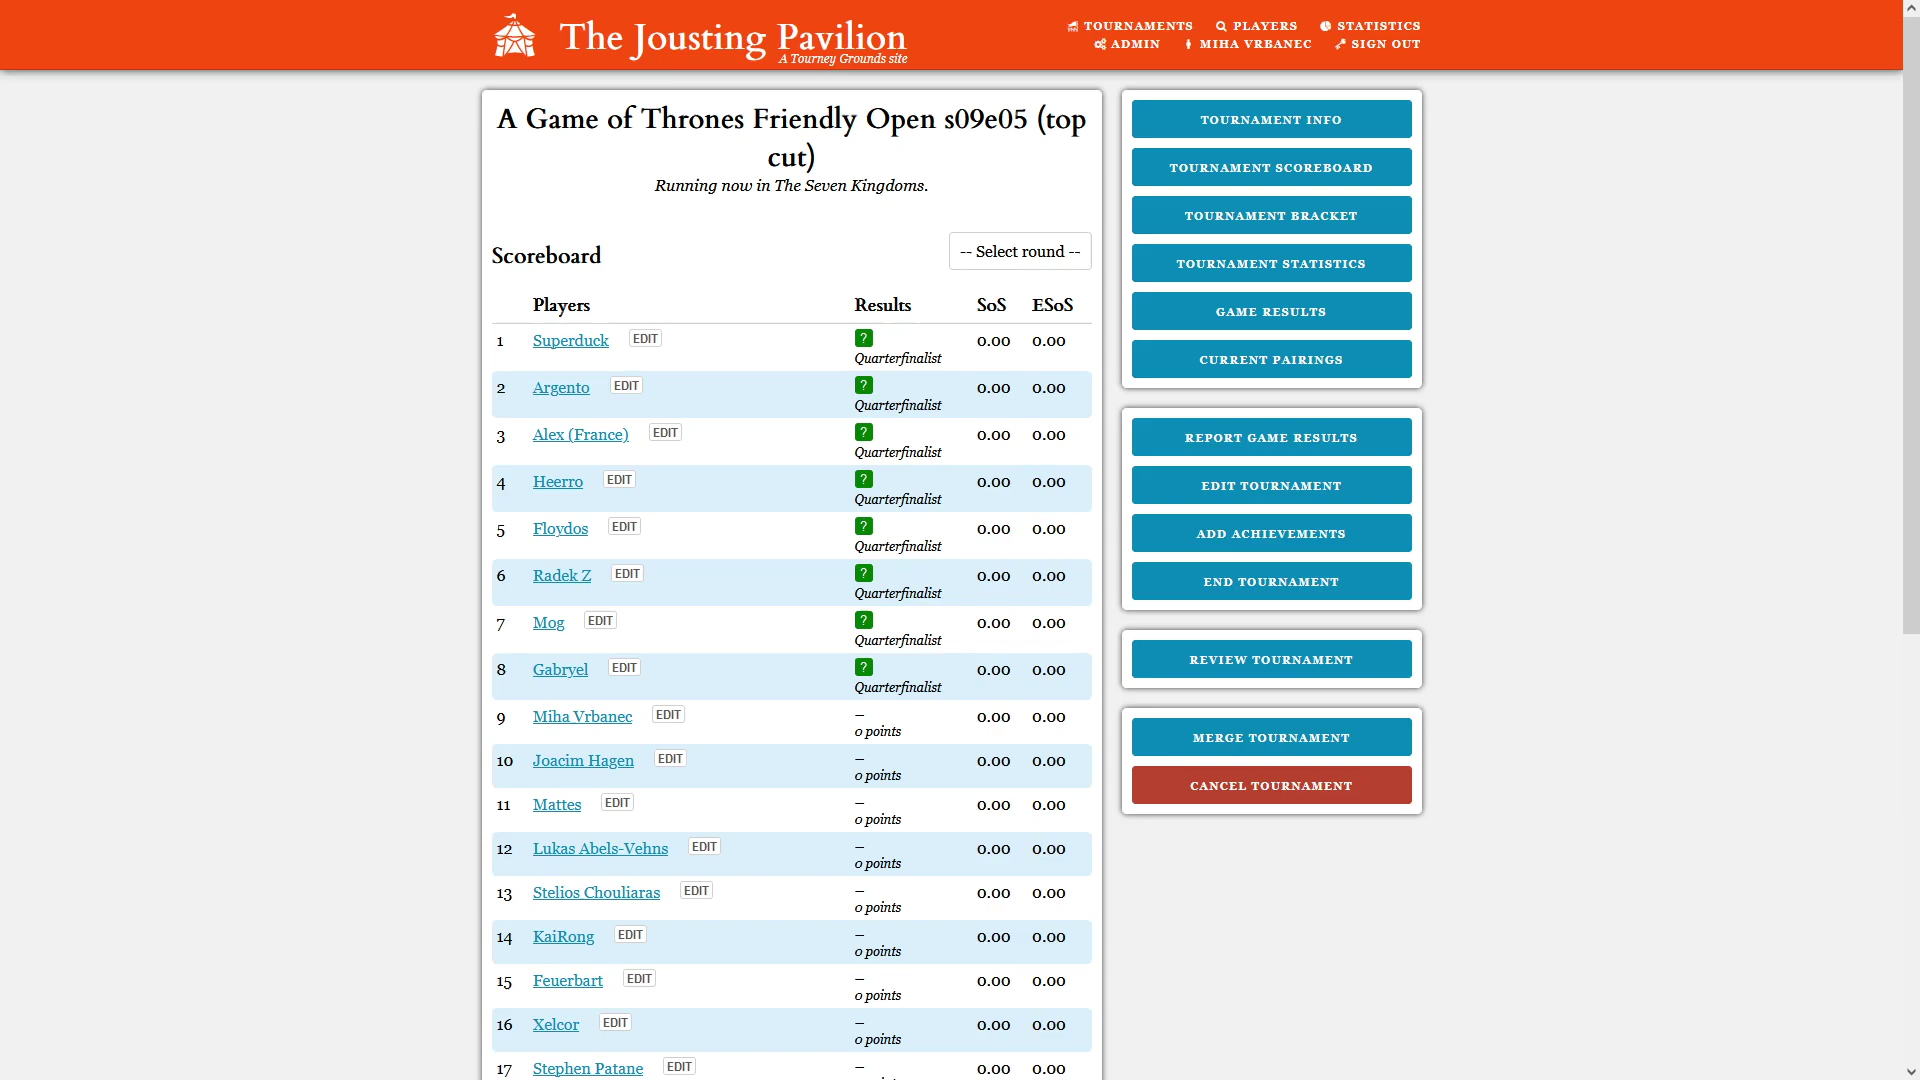 The Jousting Pavilion
A Tourney Grounds site
TOURNAMENTS PLAYERS STATISTICS
ADMIN MIHA VRBANEC SIGN OUT
A Game of Thrones Friendly Open s09e05 (top
cut)
Running now in The Seven Kingdoms.
Scoreboard
-- Select round --
Players Results SoS ESoS
1 Superduck EDIT ? 0.00 0.00
Quarterfinalist
2 Argento EDIT ? 0.00 0.00
Quarterfinalist
3 Alex (France) EDIT ? 0.00 0.00
Quarterfinalist
4 Heerro EDIT ? 0.00 0.00
Quarterfinalist
5 Floydos EDIT ? 0.00 0.00
Quarterfinalist
6 Radek Z EDIT ? 0.00 0.00
Quarterfinalist
7 Mog EDIT ? 0.00 0.00
Quarterfinalist
8 Gabryel EDIT ? 0.00 0.00
Quarterfinalist
9 Miha Vrbanec EDIT – 0.00 0.00
0 points
10 Joacim Hagen EDIT – 0.00 0.00
0 points
11 Mattes EDIT – 0.00 0.00
0 points
12 Lukas Abels-Vehns EDIT – 0.00 0.00
0 points
13 Stelios Chouliaras EDIT – 0.00 0.00
0 points
14 KaiRong EDIT – 0.00 0.00
0 points
15 Feuerbart EDIT – 0.00 0.00
0 points
16 Xelcor EDIT – 0.00 0.00
0 points
17 Stephen Patane EDIT – 0.00 0.00
TOURNAMENT INFO
TOURNAMENT SCOREBOARD
TOURNAMENT BRACKET
TOURNAMENT STATISTICS
GAME RESULTS
CURRENT PAIRINGS
REPORT GAME RESULTS
EDIT TOURNAMENT
ADD ACHIEVEMENTS
END TOURNAMENT
REVIEW TOURNAMENT
MERGE TOURNAMENT
CANCEL TOURNAMENT